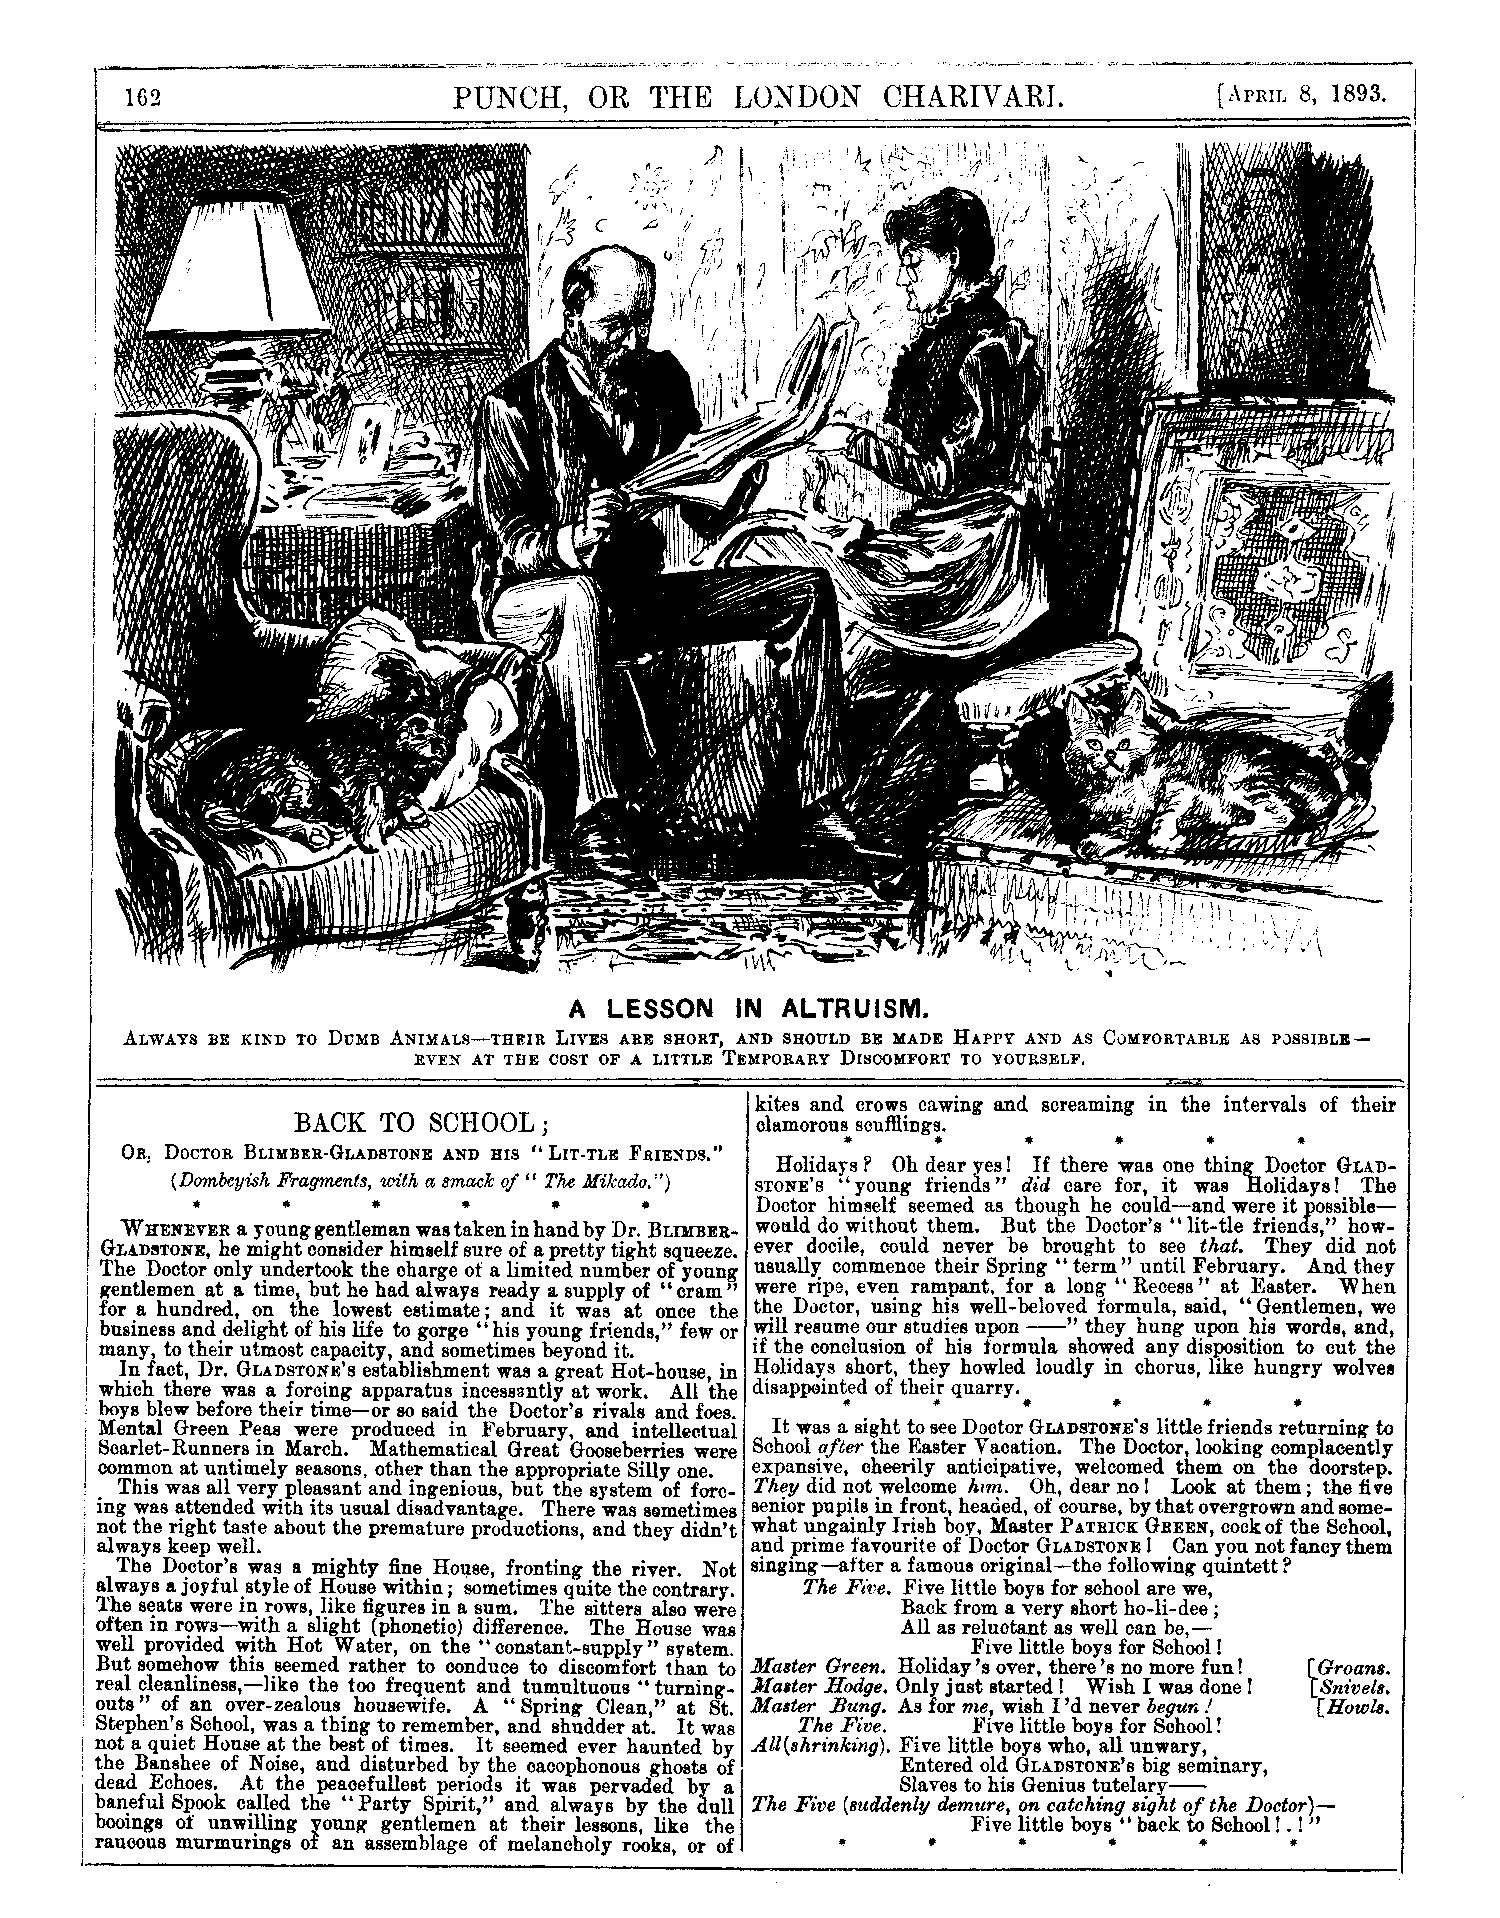 162
PUNCH, OR THE LONDON CHARIVARI.
[APRIL 8, 1893.
A LESSON IN ALTRUISM.
ALWAYS BE KIND TO DUMB ANIMALS—THEIR LIVES ARE SHORT, AND SHOULD BE MADE HAPPY AND AS COMFORTABLE AS POSSIBLE—
EVEN AT THE COST OF A LITTLE TEMPORARY DISCOMFORT TO YOURSELF.
BACK TO SCHOOL;
OR, DOCTOR BLIMBER-GLADSTONE AND HIS "LIT-TLE FRIENDS."
(Dombeyish Fragments, with a smack of "The Mikado.")
* * * * * *
WHENEVER a young gentleman was taken in hand by Dr. BLIMBER-
GLADSTONE, he might consider himself sure of a pretty tight squeeze.
The Doctor only undertook the charge of a limited number of young
gentlemen at a time, but he had always ready a supply of "cram"
for a hundred, on the lowest estimate; and it was at once the
business and delight of his life to gorge "his young friends," few or
many, to their utmost capacity, and sometimes beyond it.
In fact, Dr. GLADSTONE'S establishment was a great Hot-house, in
which there was a forcing apparatus incessantly at work. All the
boys blew before their time—or so said the Doctor's rivals and foes.
Mental Green Peas were produced in February, and intellectual
Scarlet-Runners in March. Mathematical Great Gooseberries were
common at untimely seasons, other than the appropriate Silly one.
This was all very pleasant and ingenious, but the system of forc-
ing was attended with its usual disadvantage. There was sometimes
not the right taste about the premature productions, and they didn't
always keep well.
The Doctor's was a mighty fine House, fronting the river. Not
always a joyful style of House within; sometimes quite the contrary.
The seats were in rows, like figures in a sum. The sitters also were
often in rows—with a slight (phonetic) difference. The House was
well provided with Hot Water, on the "constant-supply" system.
But somehow this seemed rather to conduce to discomfort than to
real cleanliness,—like the too frequent and tumultuous "turning-
outs" of an over-zealous housewife. A "Spring Clean," at St.
Stephen's School, was a thing to remember, and shudder at. It was
not a quiet House at the best of times. It seemed ever haunted by
the Banshee of Noise, and disturbed by the cacophonous ghosts of
dead Echoes. At the peacefullest periods it was pervaded by a
baneful Spook called the "Party Spirit," and always by the dull
booings of unwilling young gentlemen at their lessons, like the
raucous murmurings of an assemblage of melancholy rooks, or of
kites and crows cawing and screaming in the intervals of their
clamorous scufflings.
* * * * * *
Holidays? Oh dear yes! If there was one thing Doctor GLAD-
STONE'S "young friends" did care for, it was Holidays! The
Doctor himself seemed as though he could—and were it possible—
would do without them. But the Doctor's "lit-tle friends," how-
ever docile, could never be brought to see that. They did not
usually commence their Spring "term" until February. And they
were ripe, even rampant, for a long "Recess" at Easter. When
the Doctor, using his well-beloved formula, said, "Gentlemen, we
will resume our studies upon ——" they hung upon his words, and,
if the conclusion of his formula showed any disposition to cut the
Holidays short, they howled loudly in chorus, like hungry wolves
disappointed of their quarry.
* * * * * *
It was a sight to see Doctor GLADSTONE'S little friends returning to
School after the Easter Vacation. The Doctor, looking complacently
expansive, cheerily anticipative, welcomed them on the doorstep.
They did not welcome him. Oh, dear no! Look at them; the five
senior pupils in front, headed, of course, by that overgrown and some-
what ungainly Irish boy, Master PATRICK GREEN, cock of the School,
and prime favourite of Doctor GLADSTONE! Can you not fancy them
singing—after a famous original—the following quintett?
The Five. Five little boys for school are we,
Back from a very short ho-li-dee;
All as reluctant as well can be,—
Five little boys for School!
Master Green. Holiday's over, there's no more fun! [Groans.
Master Hodge. Only just started! Wish I was done! [Snivels.
Master Bung. As for me, wish I'd never begun! [Howls.
The Five. Five little boys for School!
All (shrinking). Five little boys who, all unwary,
Entered old GLADSTONE'S big seminary,
Slaves to his Genius tutelary——
The Five (suddenly demure, on catching sight of the Doctor)—
Five little boys "back to School!.!"
* * * * * *